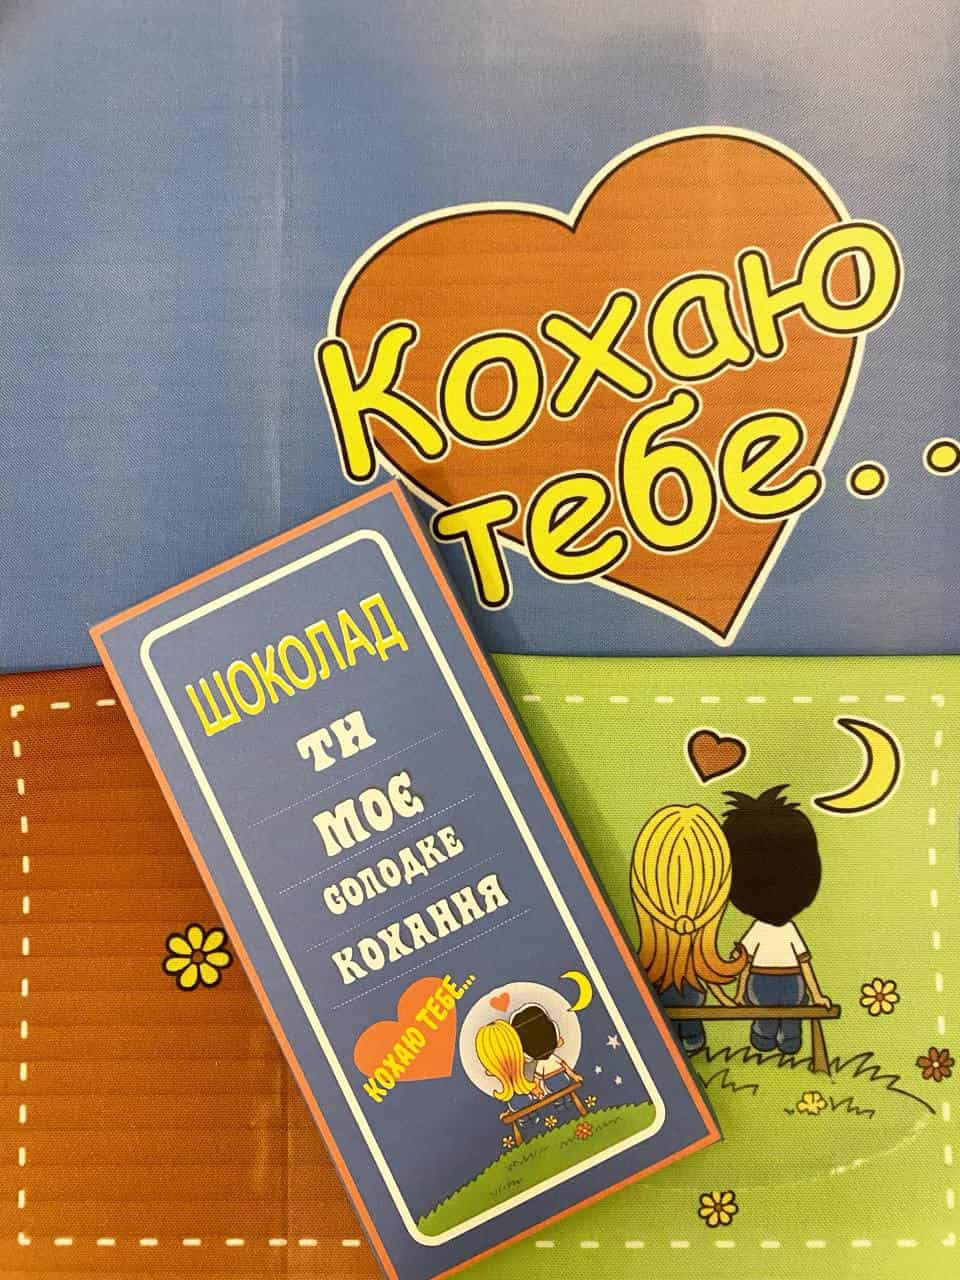 Кохаю
тебе...
ШОКОЛАД
ТИ
МОЄ
СОЛОДКЕ
КОХАННЯ
КОХАЮ ТЕБЕ...